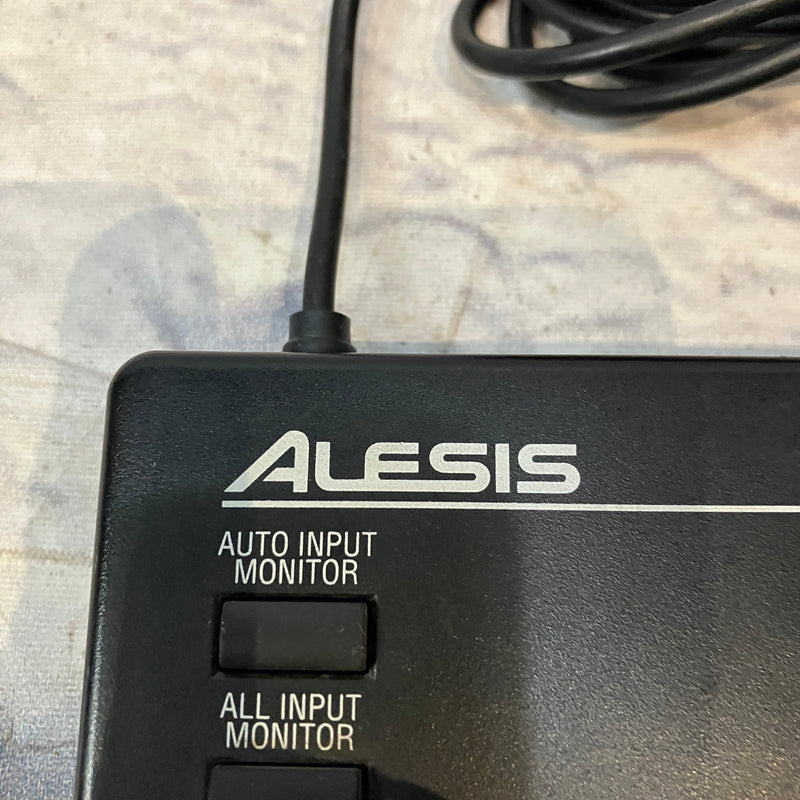 ALESIS
AUTO INPUT
MONITOR
ALL INPUT
MONITOR